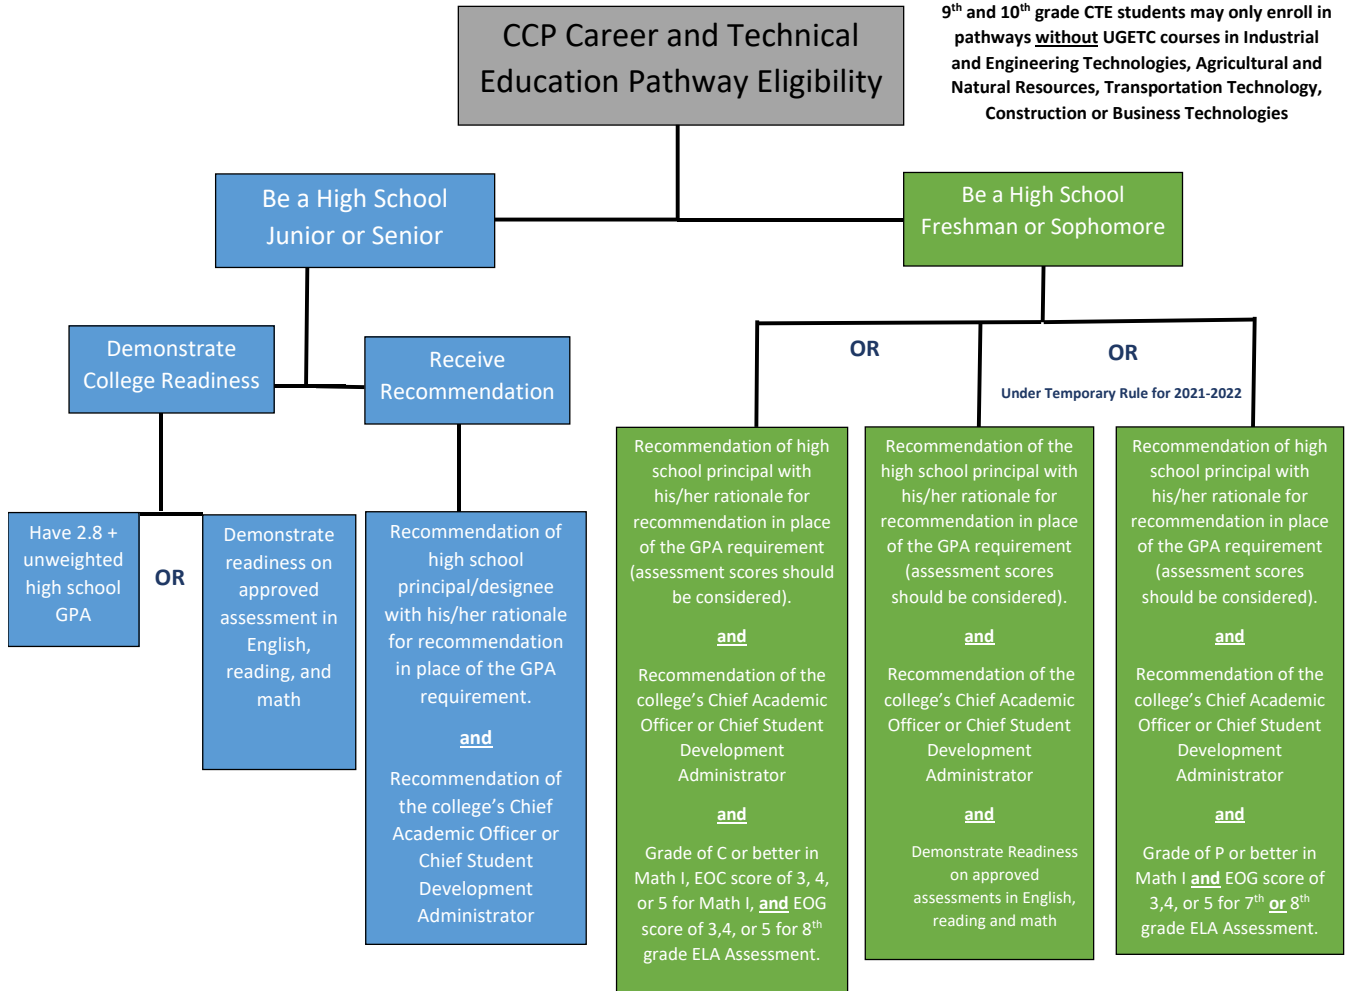 CCP Career and Technical
Education Pathway Eligibility
9th and 10th grade CTE students may only enroll in
pathways without UGETC courses in Industrial
and Engineering Technologies, Agricultural and
Natural Resources, Transportation Technology,
Construction or Business Technologies
Be a High School
Junior or Senior
Be a High School
Freshman or Sophomore
Demonstrate
College Readiness
Receive
Recommendation
OR
OR
Under Temporary Rule for 2021-2022
Have 2.8 +
unweighted
high school
GPA
OR
Demonstrate
readiness on
approved
assessment in
English,
reading, and
math
Recommendation of
high school
principal/designee
with his/her rationale
for recommendation
in place of the GPA
requirement.
and
Recommendation of
the college’s Chief
Academic Officer or
Chief Student
Development
Administrator
Recommendation of high
school principal with
his/her rationale for
recommendation in place
of the GPA requirement
(assessment scores should
be considered).
and
Recommendation of the
college’s Chief Academic
Officer or Chief Student
Development
Administrator
and
Grade of C or better in
Math I, EOC score of 3, 4,
or 5 for Math I, and EOG
score of 3,4, or 5 for 8th
grade ELA Assessment.
Recommendation of the
high school principal with
his/her rationale for
recommendation in place
of the GPA requirement
(assessment scores
should be considered).
and
Recommendation of the
college’s Chief Academic
Officer or Chief Student
Development
Administrator
and
Demonstrate Readiness
on approved
assessments in English,
reading and math
Recommendation of high
school principal with
his/her rationale for
recommendation in place
of the GPA requirement
(assessment scores
should be considered).
and
Recommendation of the
college’s Chief Academic
Officer or Chief Student
Development
Administrator
and
Grade of P or better in
Math I and EOG score of
3,4, or 5 for 7th or 8th
grade ELA Assessment.